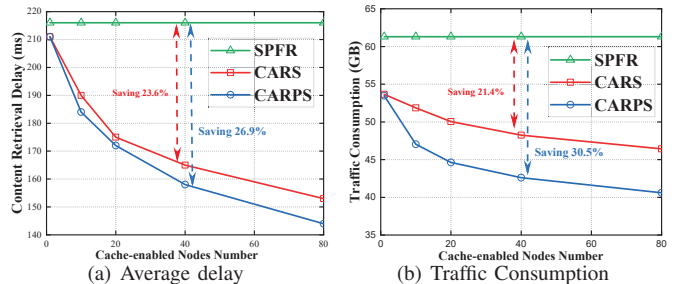 Content Retrieval Delay (ms)
220
210
200
190
180
170
160
150
140
0
20
40
60
80
SPFR
CARS
CARPS
Saving 23.6%
Saving 26.9%
Cache-enabled Nodes Number
(a) Average delay
Traffic Consumption (GB)
65
60
55
50
45
40
35
0
20
40
60
80
SPFR
CARS
CARPS
Saving 21.4%
Saving 30.5%
Cache-enabled Nodes Number
(b) Traffic Consumption